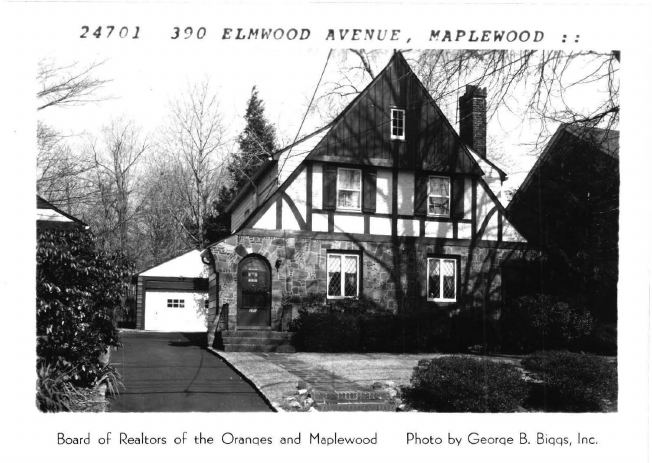 24701 390 ELMWOOD AVENUE, MAPLEWOOD ::
Board of Realtors of the Oranges and Maplewood Photo by George B. Biggs, Inc.